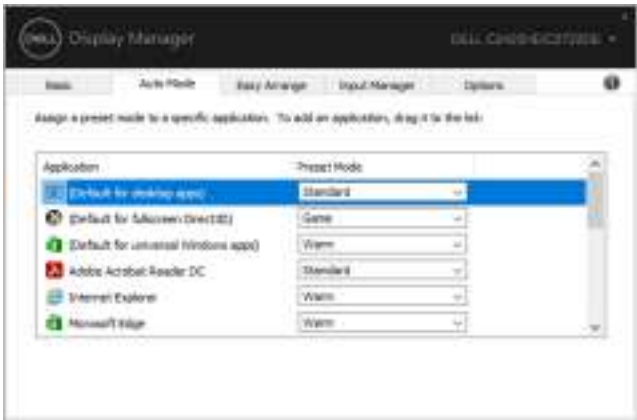 DELL Display Manager
Basic Auto Mode Easy Arrange Input Manager Options
Assign a preset mode to a specific application. To add an application, drag it to the list:
Application Preset Mode
(Default for desktop apps) Standard
(Default for fullscreen Direct3D) Game
(Default for universal Windows apps) Warm
Adobe Acrobat Reader DC Standard
Internet Explorer Warm
Microsoft Edge Warm